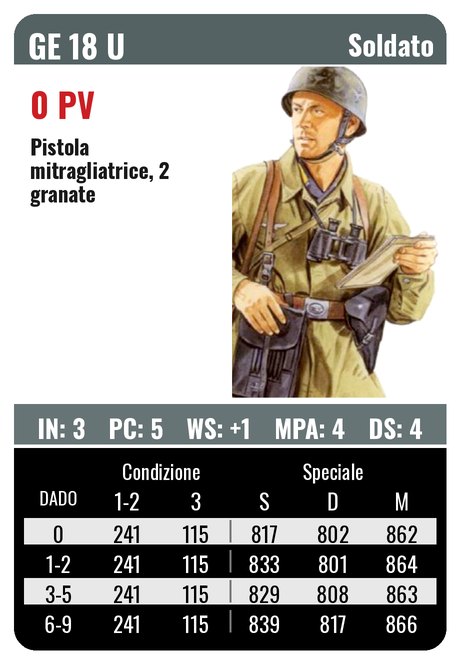 GE 18 U Soldato
0 PV
Pistola
mitragliatrice, 2
granate
IN: 3 PC: 5 WS: +1 MPA: 4 DS: 4
Condizione Speciale
DADO 1-2 3 S D M
0 241 115 817 802 862
1-2 241 115 833 801 864
3-5 241 115 829 808 863
6-9 241 115 839 817 866